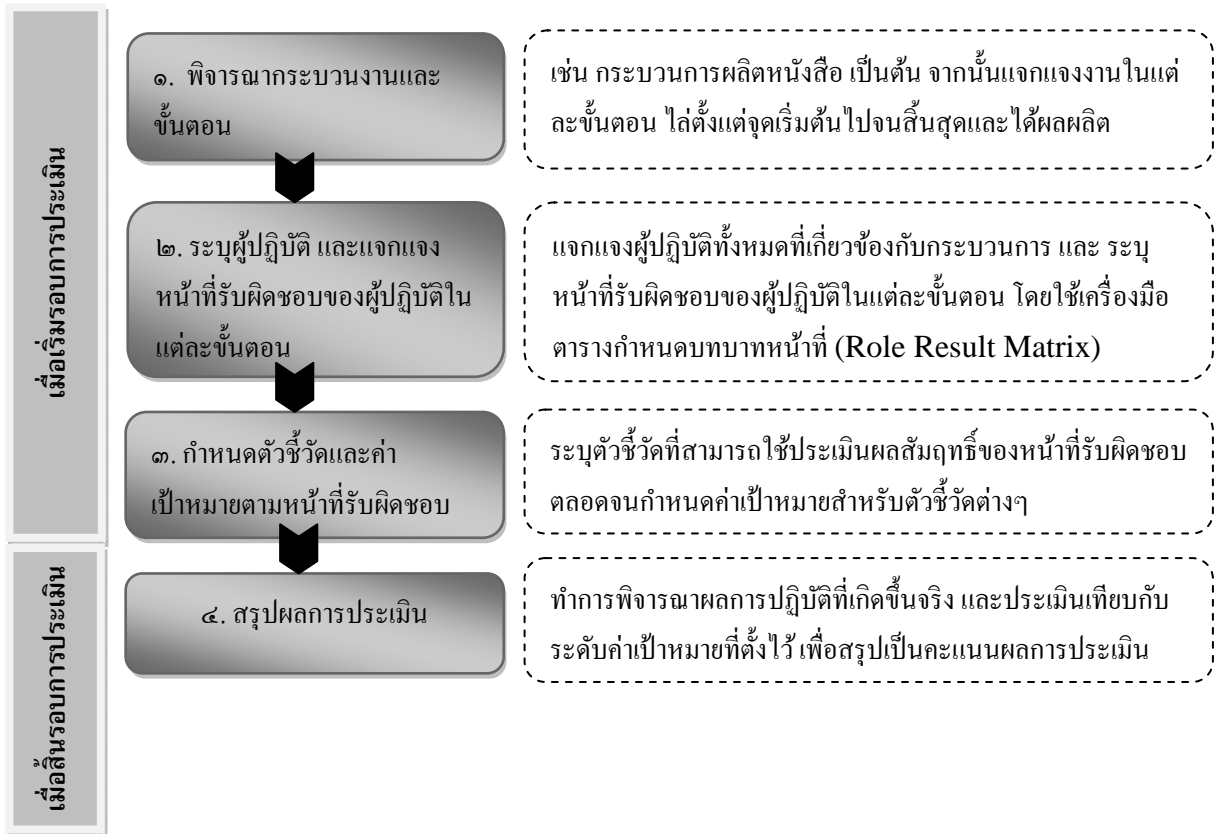 เมื่อเริ่มรอบการประเมิน
๑. พิจารณากระบวนงานและ
ขั้นตอน
เช่น กระบวนการผลิตหนังสือ เป็นต้น จากนั้นแจกแจงงานในแต่
ละขั้นตอน ไล่ตั้งแต่จุดเริ่มต้นไปจนสิ้นสุดและได้ผลผลิต
๒. ระบุผู้ปฏิบัติ และแจกแจง
หน้าที่รับผิดชอบของผู้ปฏิบัติใน
แต่ละขั้นตอน
แจกแจงผู้ปฏิบัติทั้งหมดที่เกี่ยวข้องกับกระบวนการ และ ระบุ
หน้าที่รับผิดชอบของผู้ปฏิบัติในแต่ละขั้นตอน โดยใช้เครื่องมือ
ตารางกำหนดบทบาทหน้าที่ (Role Result Matrix)
๓. กำหนดตัวชี้วัดและค่า
เป้าหมายตามหน้าที่รับผิดชอบ
ระบุตัวชี้วัดที่สามารถใช้ประเมินผลสัมฤทธิ์ของหน้าที่รับผิดชอบ
ตลอดจนกำหนดค่าเป้าหมายสำหรับตัวชี้วัดต่างๆ
เมื่อสิ้นรอบการประเมิน
๔. สรุปผลการประเมิน
ทำการพิจารณาผลการปฏิบัติที่เกิดขึ้นจริง และประเมินเทียบกับ
ระดับค่าเป้าหมายที่ตั้งไว้ เพื่อสรุปเป็นคะแนนผลการประเมิน